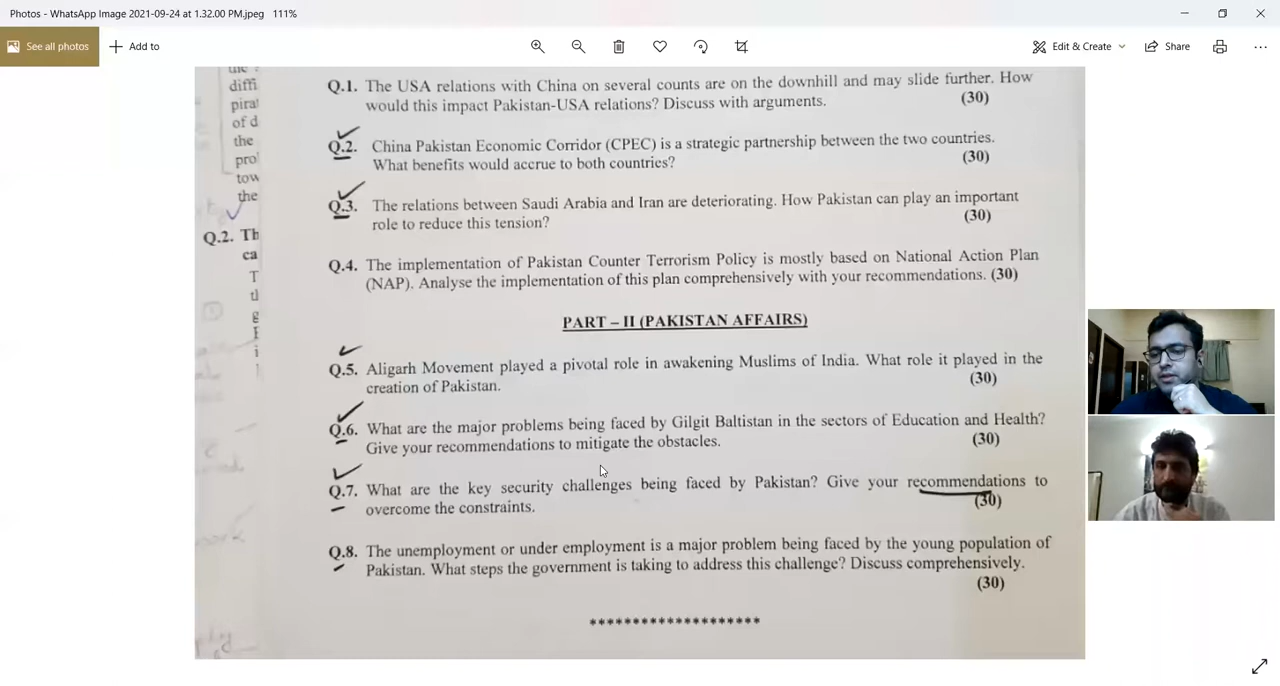 Photos - WhatsApp Image 2021-09-24 at 1.32.00 PM.jpeg 111%
See all photos
Add to
Edit & Create
Share
diffi
pirat
of d
the
pro
tow
the
Q.2. Th
ca
T
Q.1. The USA relations with China on several counts are on the downhill and may slide further. How
would this impact Pakistan-USA relations? Discuss with arguments. (30)
Q.2. China Pakistan Economic Corridor (CPEC) is a strategic partnership between the two countries.
What benefits would accrue to both countries? (30)
Q.3. The relations between Saudi Arabia and Iran are deteriorating. How Pakistan can play an important
role to reduce this tension? (30)
Q.4. The implementation of Pakistan Counter Terrorism Policy is mostly based on National Action Plan
(NAP). Analyse the implementation of this plan comprehensively with your recommendations. (30)
PART – II (PAKISTAN AFFAIRS)
Q.5. Aligarh Movement played a pivotal role in awakening Muslims of India. What role it played in the
creation of Pakistan. (30)
Q.6. What are the major problems being faced by Gilgit Baltistan in the sectors of Education and Health?
Give your recommendations to mitigate the obstacles. (30)
Q.7. What are the key security challenges being faced by Pakistan? Give your recommendations to
overcome the constraints. (30)
Q.8. The unemployment or under employment is a major problem being faced by the young population of
Pakistan. What steps the government is taking to address this challenge? Discuss comprehensively.
(30)
********************